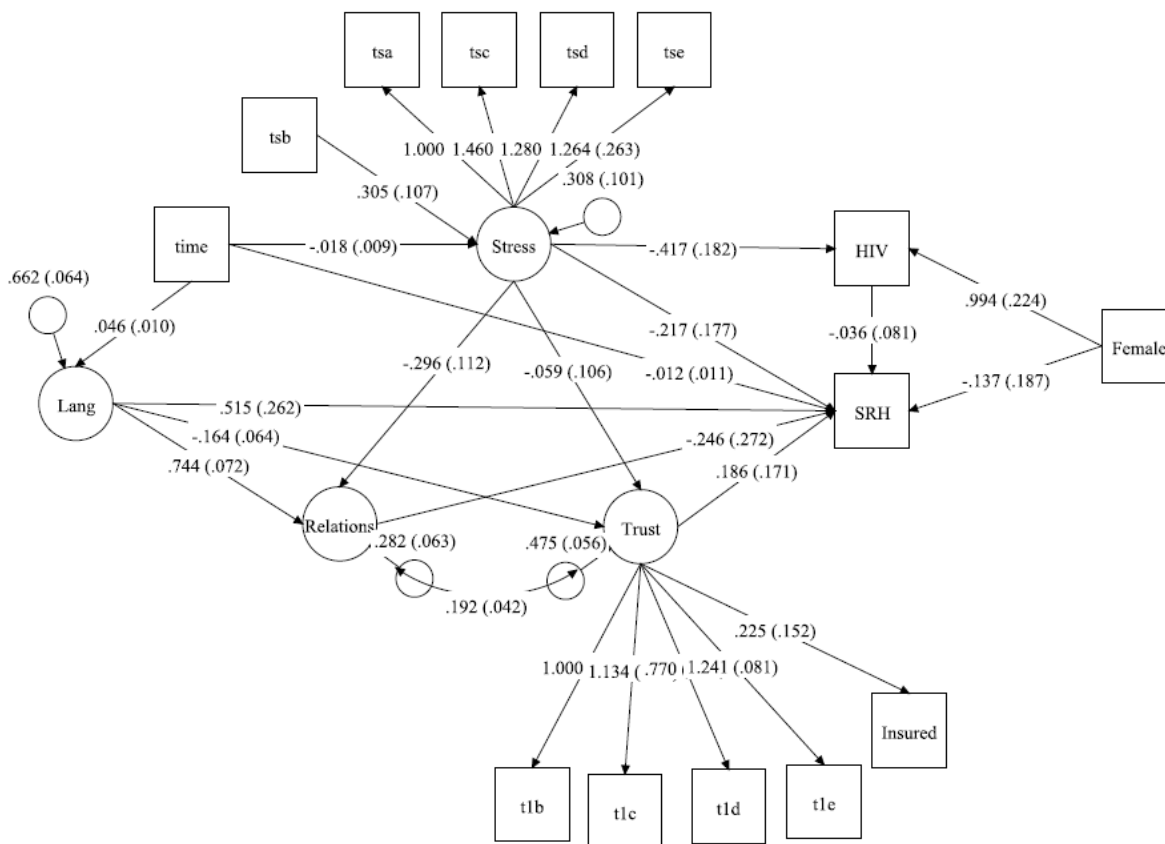 tsa
tsc
tsd
tse
tsb
1.000
1.460
1.280
1.264 (.263)
.308 (.101)
.305 (.107)
time
-.018 (.009)
Stress
-.417 (.182)
HIV
.662 (.064)
.046 (.010)
.994 (.224)
-.217 (.177)
-.036 (.081)
Female
-.296 (.112)
-.059 (.106)
-.012 (.011)
-.137 (.187)
Lang
.515 (.262)
SRH
-.164 (.064)
-.246 (.272)
.744 (.072)
.186 (.171)
Relations
.282 (.063)
.475 (.056)
Trust
.192 (.042)
.225 (.152)
1.000
1.134 (
.770
1.241 (.081)
Insured
t1b
t1c
t1d
t1e